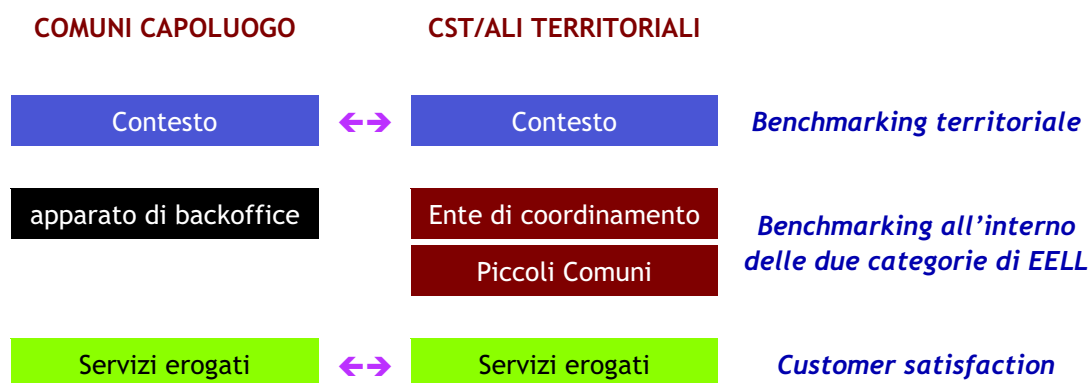 COMUNI CAPOLUOGO
CST/ALI TERRITORIALI
Contesto
Contesto
Benchmarking territoriale
apparato di backoffice
Ente di coordinamento
Piccoli Comuni
Benchmarking all’interno
delle due categorie di EELL
Servizi erogati
Servizi erogati
Customer satisfaction